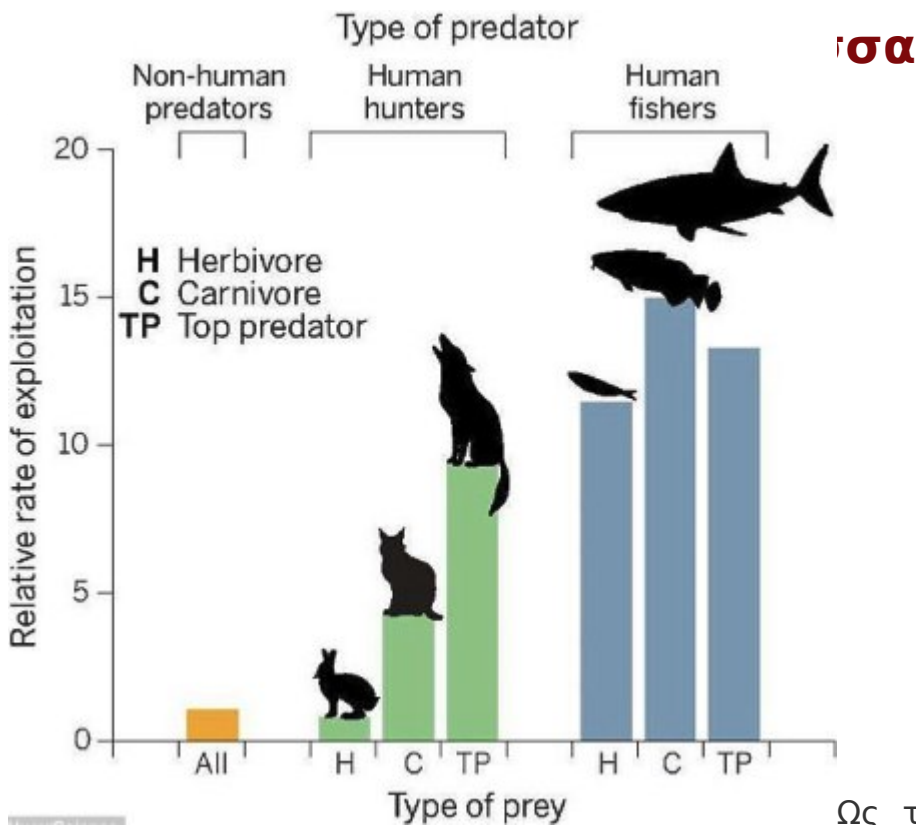 Type of predator
Non-human predators
Human hunters
Human fishers
20
15
10
5
0
Relative rate of exploitation
H Herbivore
C Carnivore
TP Top predator
All H C TP H C TP
Type of prey
σα
Ως